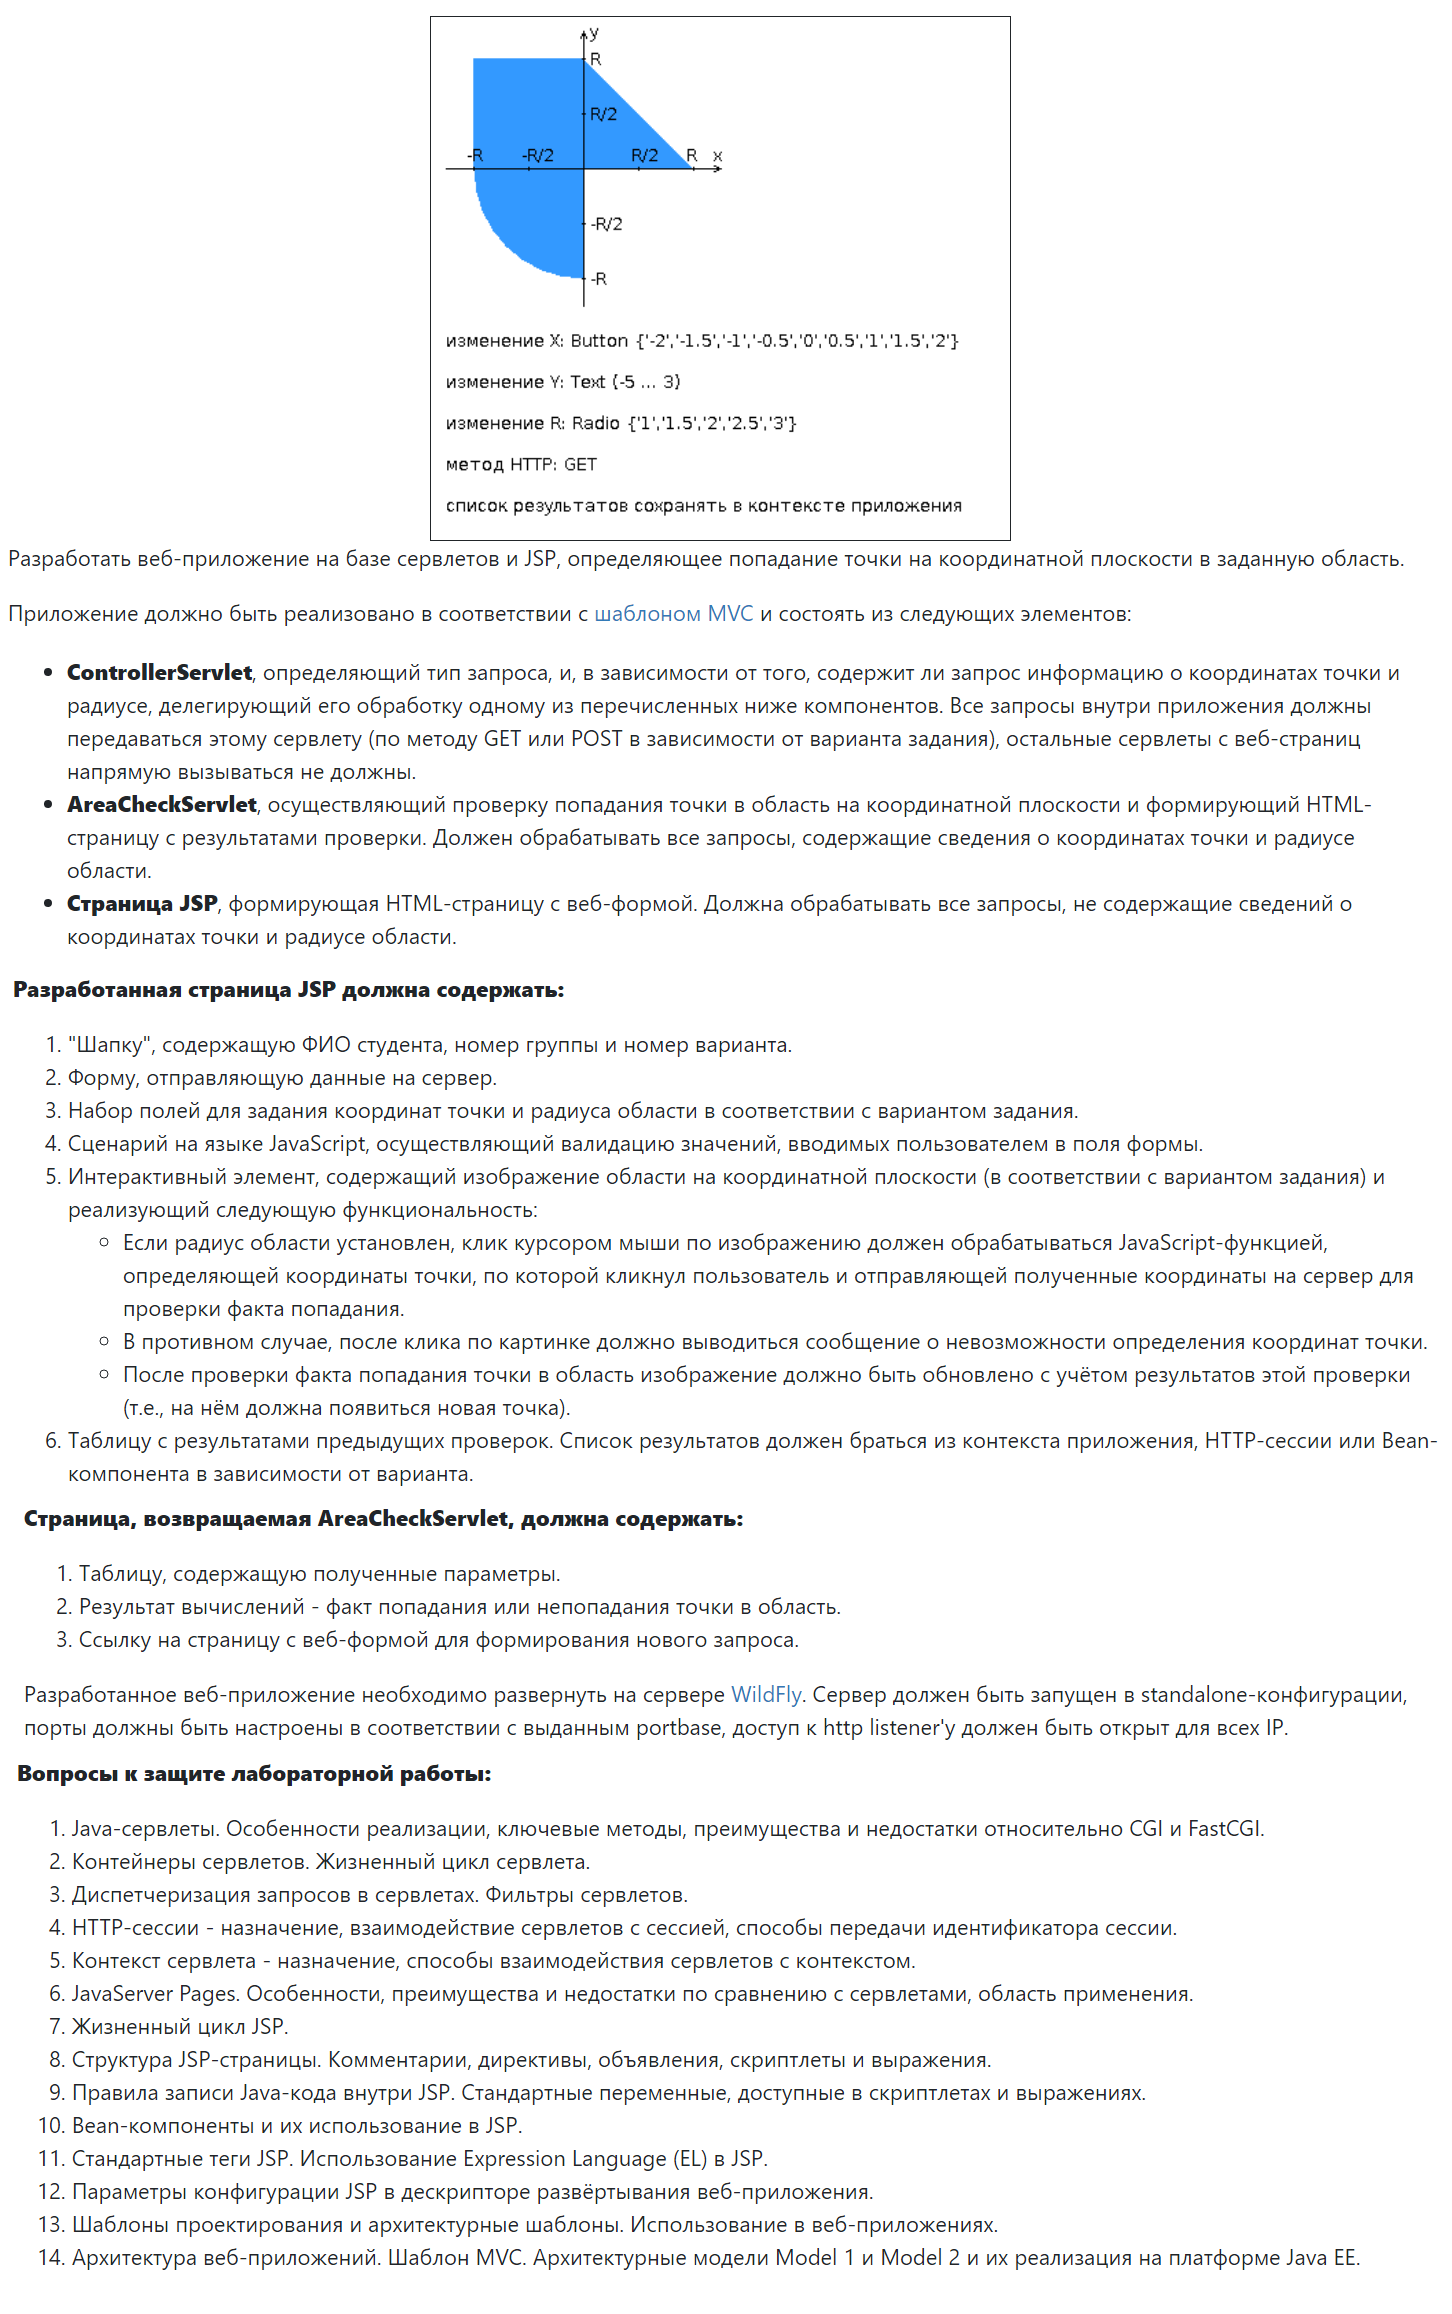 y
R
R/2
-R
-R/2
R/2
R
x
-R/2
-R
изменение X: Button {'-2','-1.5','-1','-0.5','0','0.5','1','1.5','2'}
изменение Y: Text (-5 ... 3)
изменение R: Radio {'1','1.5','2','2.5','3'}
метод HTTP: GET
список результатов сохранять в контексте приложения
Разработать веб-приложение на базе сервлетов и JSP, определяющее попадание точки на координатной плоскости в заданную область.
Приложение должно быть реализовано в соответствии с шаблоном MVC и состоять из следующих элементов:
• ControllerServlet, определяющий тип запроса, и, в зависимости от того, содержит ли запрос информацию о координатах точки и
радиусе, делегирующий его обработку одному из перечисленных ниже компонентов. Все запросы внутри приложения должны
передаваться этому сервлету (по методу GET или POST в зависимости от варианта задания), остальные сервлеты с веб-страниц
напрямую вызываться не должны.
• AreaCheckServlet, осуществляющий проверку попадания точки в область на координатной плоскости и формирующий HTML-
страницу с результатами проверки. Должен обрабатывать все запросы, содержащие сведения о координатах точки и радиусе
области.
• Страница JSP, формирующая HTML-страницу с веб-формой. Должна обрабатывать все запросы, не содержащие сведений о
координатах точки и радиусе области.
Разработанная страница JSP должна содержать:
1. "Шапку", содержащую ФИО студента, номер группы и номер варианта.
2. Форму, отправляющую данные на сервер.
3. Набор полей для задания координат точки и радиуса области в соответствии с вариантом задания.
4. Сценарий на языке JavaScript, осуществляющий валидацию значений, вводимых пользователем в поля формы.
5. Интерактивный элемент, содержащий изображение области на координатной плоскости (в соответствии с вариантом задания) и
реализующий следующую функциональность:
○ Если радиус области установлен, клик курсором мыши по изображению должен обрабатываться JavaScript-функцией,
определяющей координаты точки, по которой кликнул пользователь и отправляющей полученные координаты на сервер для
проверки факта попадания.
○ В противном случае, после клика по картинке должно выводиться сообщение о невозможности определения координат точки.
○ После проверки факта попадания точки в область изображение должно быть обновлено с учётом результатов этой проверки
(т.е., на нём должна появиться новая точка).
6. Таблицу с результатами предыдущих проверок. Список результатов должен браться из контекста приложения, HTTP-сессии или Bean-
компонента в зависимости от варианта.
Страница, возвращаемая AreaCheckServlet, должна содержать:
1. Таблицу, содержащую полученные параметры.
2. Результат вычислений - факт попадания или непопадания точки в область.
3. Ссылку на страницу с веб-формой для формирования нового запроса.
Разработанное веб-приложение необходимо развернуть на сервере WildFly. Сервер должен быть запущен в standalone-конфигурации,
порты должны быть настроены в соответствии с выданным portbase, доступ к http listener'у должен быть открыт для всех IP.
Вопросы к защите лабораторной работы:
1. Java-сервлеты. Особенности реализации, ключевые методы, преимущества и недостатки относительно CGI и FastCGI.
2. Контейнеры сервлетов. Жизненный цикл сервлета.
3. Диспетчеризация запросов в сервлетах. Фильтры сервлетов.
4. HTTP-сессии - назначение, взаимодействие сервлетов с сессией, способы передачи идентификатора сессии.
5. Контекст сервлета - назначение, способы взаимодействия сервлетов с контекстом.
6. JavaServer Pages. Особенности, преимущества и недостатки по сравнению с сервлетами, область применения.
7. Жизненный цикл JSP.
8. Структура JSP-страницы. Комментарии, директивы, объявления, скриптлеты и выражения.
9. Правила записи Java-кода внутри JSP. Стандартные переменные, доступные в скриптлетах и выражениях.
10. Bean-компоненты и их использование в JSP.
11. Стандартные теги JSP. Использование Expression Language (EL) в JSP.
12. Параметры конфигурации JSP в дескрипторе развёртывания веб-приложения.
13. Шаблоны проектирования и архитектурные шаблоны. Использование в веб-приложениях.
14. Архитектура веб-приложений. Шаблон MVC. Архитектурные модели Model 1 и Model 2 и их реализация на платформе Java EE.